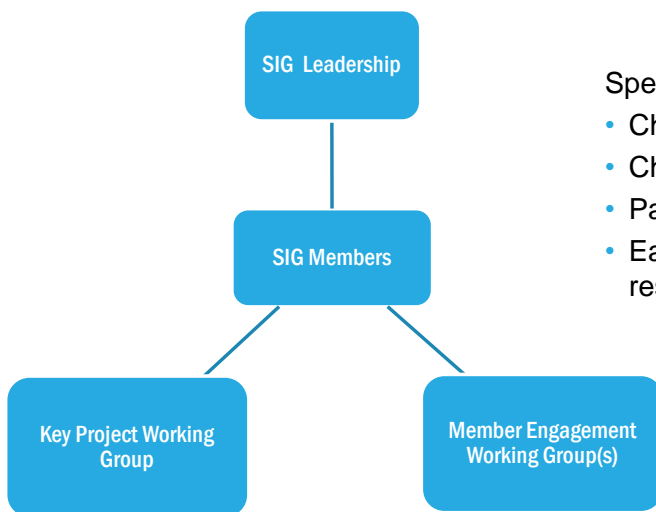 SIG Leadership
SIG Members
Key Project Working
Group
Member Engagement
Working Group(s)